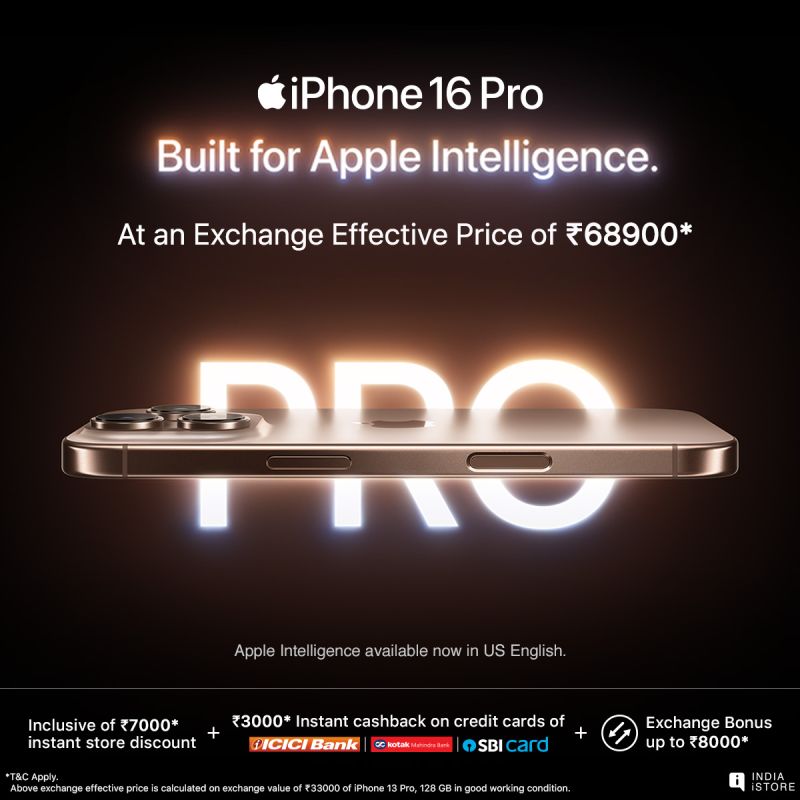 iPhone 16 Pro
Built for Apple Intelligence.
At an Exchange Effective Price of ₹68900*
PRO
Apple Intelligence available now in US English.
Inclusive of ₹7000*
instant store discount
+
₹3000* Instant cashback on credit cards of
ICICI Bank | kotak Mahindra Bank | SBI card
+
Exchange Bonus
up to ₹8000*
*T&C Apply.
Above exchange effective price is calculated on exchange value of ₹33000 of iPhone 13 Pro, 128 GB in good working condition.
INDIA
iSTORE